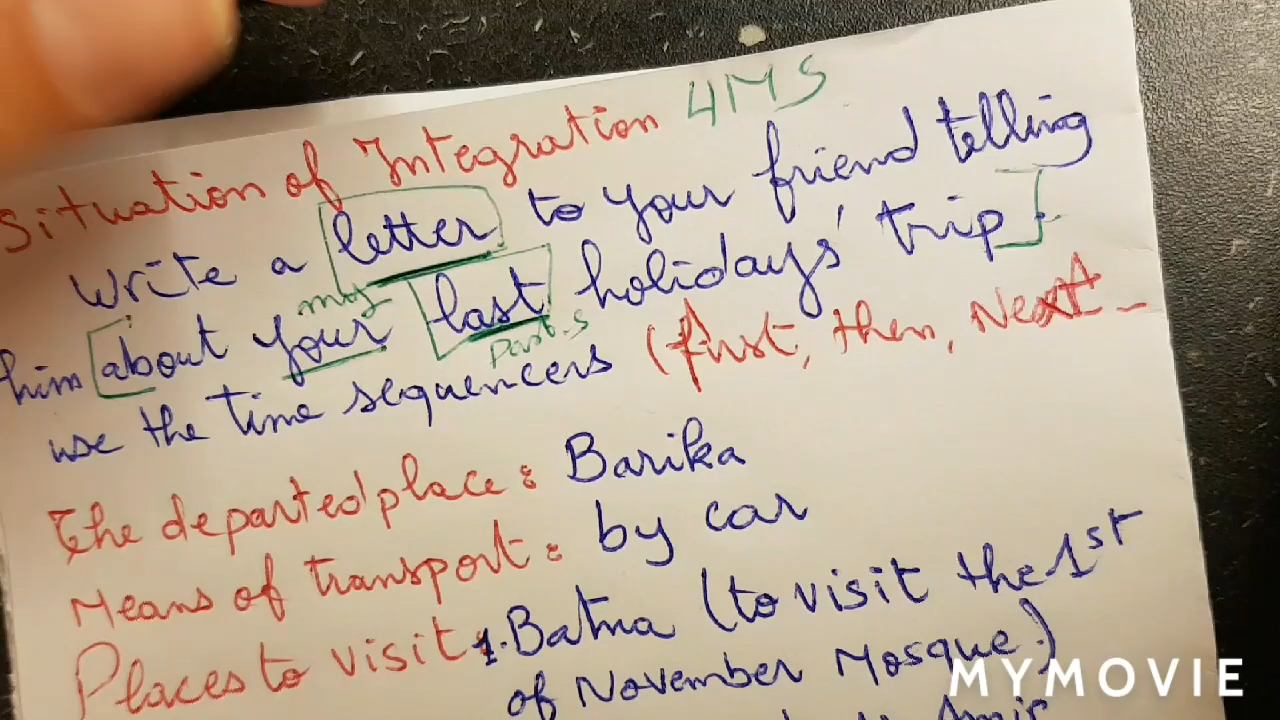 Situation of Integration 4MS
Write a letter to your friend telling
him about your last holidays' trip.
my
Past.s
use the time sequencers (first, then, Next -
The departed place: Barika
Means of transport: by car
Places to visit: 1. Batna (to visit the 1st
of November Mosque.)
MYMOVIE